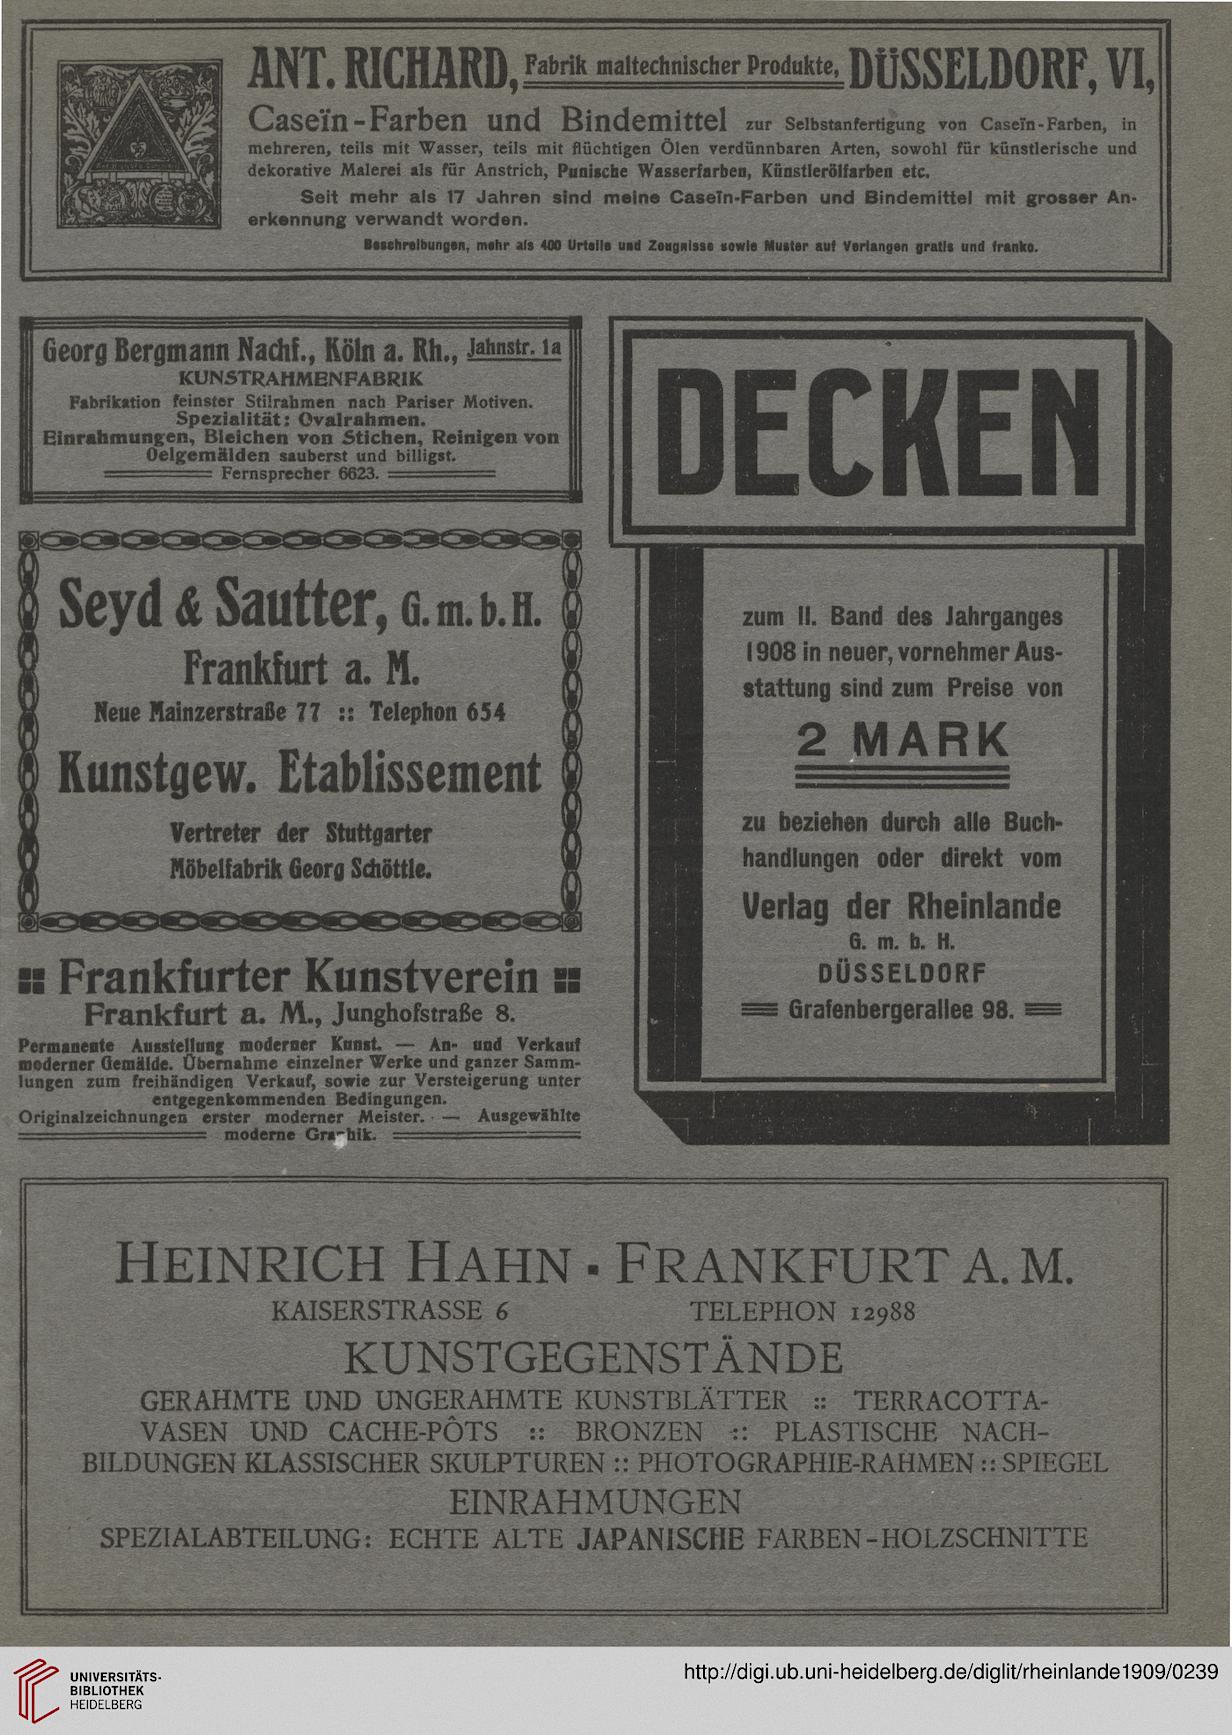 ANT. RICHARD, Fabrik maltechnischer Produkte, DÜSSELDORF, VI,
Caseïn-Farben und Bindemittel zur Selbstanfertigung von Caseïn-Farben, in
mehreren, teils mit Wasser, teils mit flüchtigen Ölen verdünnbaren Arten, sowohl für künstlerische und
dekorative Malerei als für Anstrich, Punische Wasserfarben, Künstlerölfarben etc.
Seit mehr als 17 Jahren sind meine Caseïn-Farben und Bindemittel mit grosser An-
erkennung verwandt worden.
Beschreibungen, mehr als 400 Urteile und Zeugnisse sowie Muster auf Verlangen gratis und franko.
Georg Bergmann Nachf., Köln a. Rh., Jahnstr. 1a
KUNSTRAHMENFABRIK
Fabrikation feinster Stilrahmen nach Pariser Motiven.
Spezialität: Ovalrahmen.
Einrahmungen, Bleichen von Stichen, Reinigen von
Oelgemälden sauberst und billigst.
Fernsprecher 6623.
Seyd & Sautter, G. m. b. H.
Frankfurt a. M.
Neue Mainzerstraße 77 :: Telephon 654
Kunstgew. Etablissement
Vertreter der Stuttgarter
Möbelfabrik Georg Schöttle.
:: Frankfurter Kunstverein ::
Frankfurt a. M., Junghofstraße 8.
Permanente Ausstellung moderner Kunst. — An- und Verkauf
moderner Gemälde. Übernahme einzelner Werke und ganzer Samm-
lungen zum freihändigen Verkauf, sowie zur Versteigerung unter
entgegenkommenden Bedingungen.
Originalzeichnungen erster moderner Meister. — Ausgewählte
moderne Graphik.
DECKEN
zum II. Band des Jahrganges
1908 in neuer, vornehmer Aus-
stattung sind zum Preise von
2 MARK
zu beziehen durch alle Buch-
handlungen oder direkt vom
Verlag der Rheinlande
G. m. b. H.
DÜSSELDORF
Grafenbergerallee 98.
HEINRICH HAHN · FRANKFURT A. M.
KAISERSTRASSE 6 TELEPHON 12988
KUNSTGEGENSTÄNDE
GERAHMTE UND UNGERAHMTE KUNSTBLÄTTER :: TERRACOTTA-
VASEN UND CACHE-PÔTS :: BRONZEN :: PLASTISCHE NACH-
BILDUNGEN KLASSISCHER SKULPTUREN :: PHOTOGRAPHIE-RAHMEN :: SPIEGEL
EINRAHMUNGEN
SPEZIALABTEILUNG: ECHTE ALTE JAPANISCHE FARBEN-HOLZSCHNITTE
UNIVERSITÄTS-
BIBLIOTHEK
HEIDELBERG
http://digi.ub.uni-heidelberg.de/diglit/rheinlande1909/0239